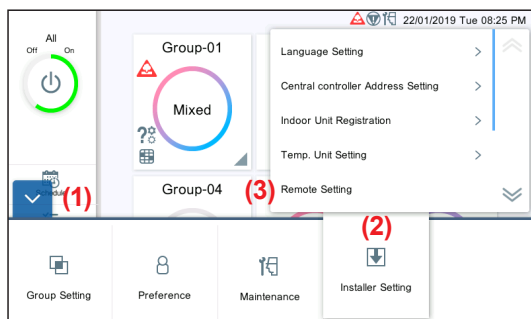 22/01/2019 Tue 08:25 PM
All
Off
On
Group-01
Mixed
Group-04
Schedule
(1)
(3)
Language Setting
Central controller Address Setting
Indoor Unit Registration
Temp. Unit Setting
Remote Setting
(2)
Group Setting
Preference
Maintenance
Installer Setting